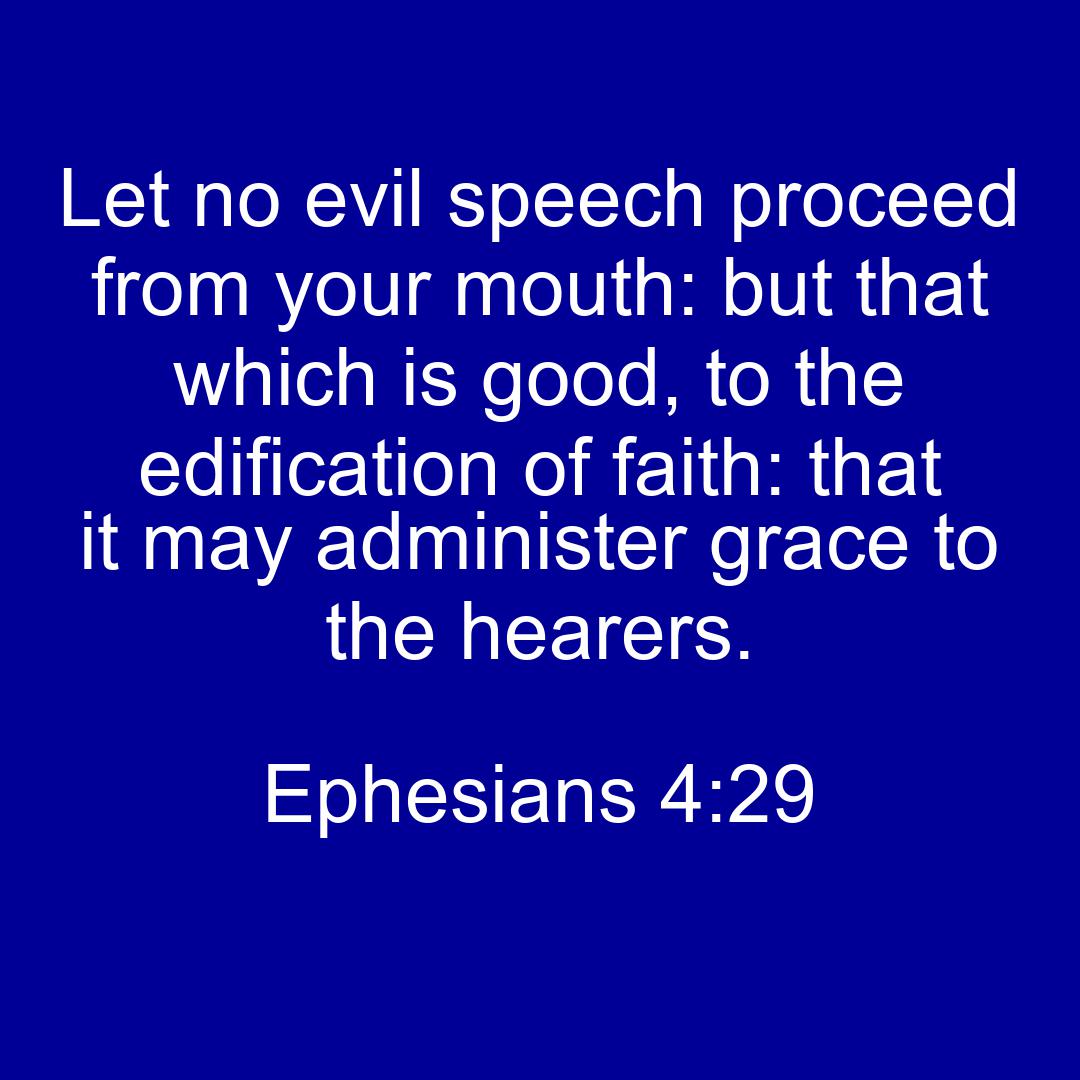 Let no evil speech proceed
from your mouth: but that
which is good, to the
edification of faith: that
it may administer grace to
the hearers.
Ephesians 4:29